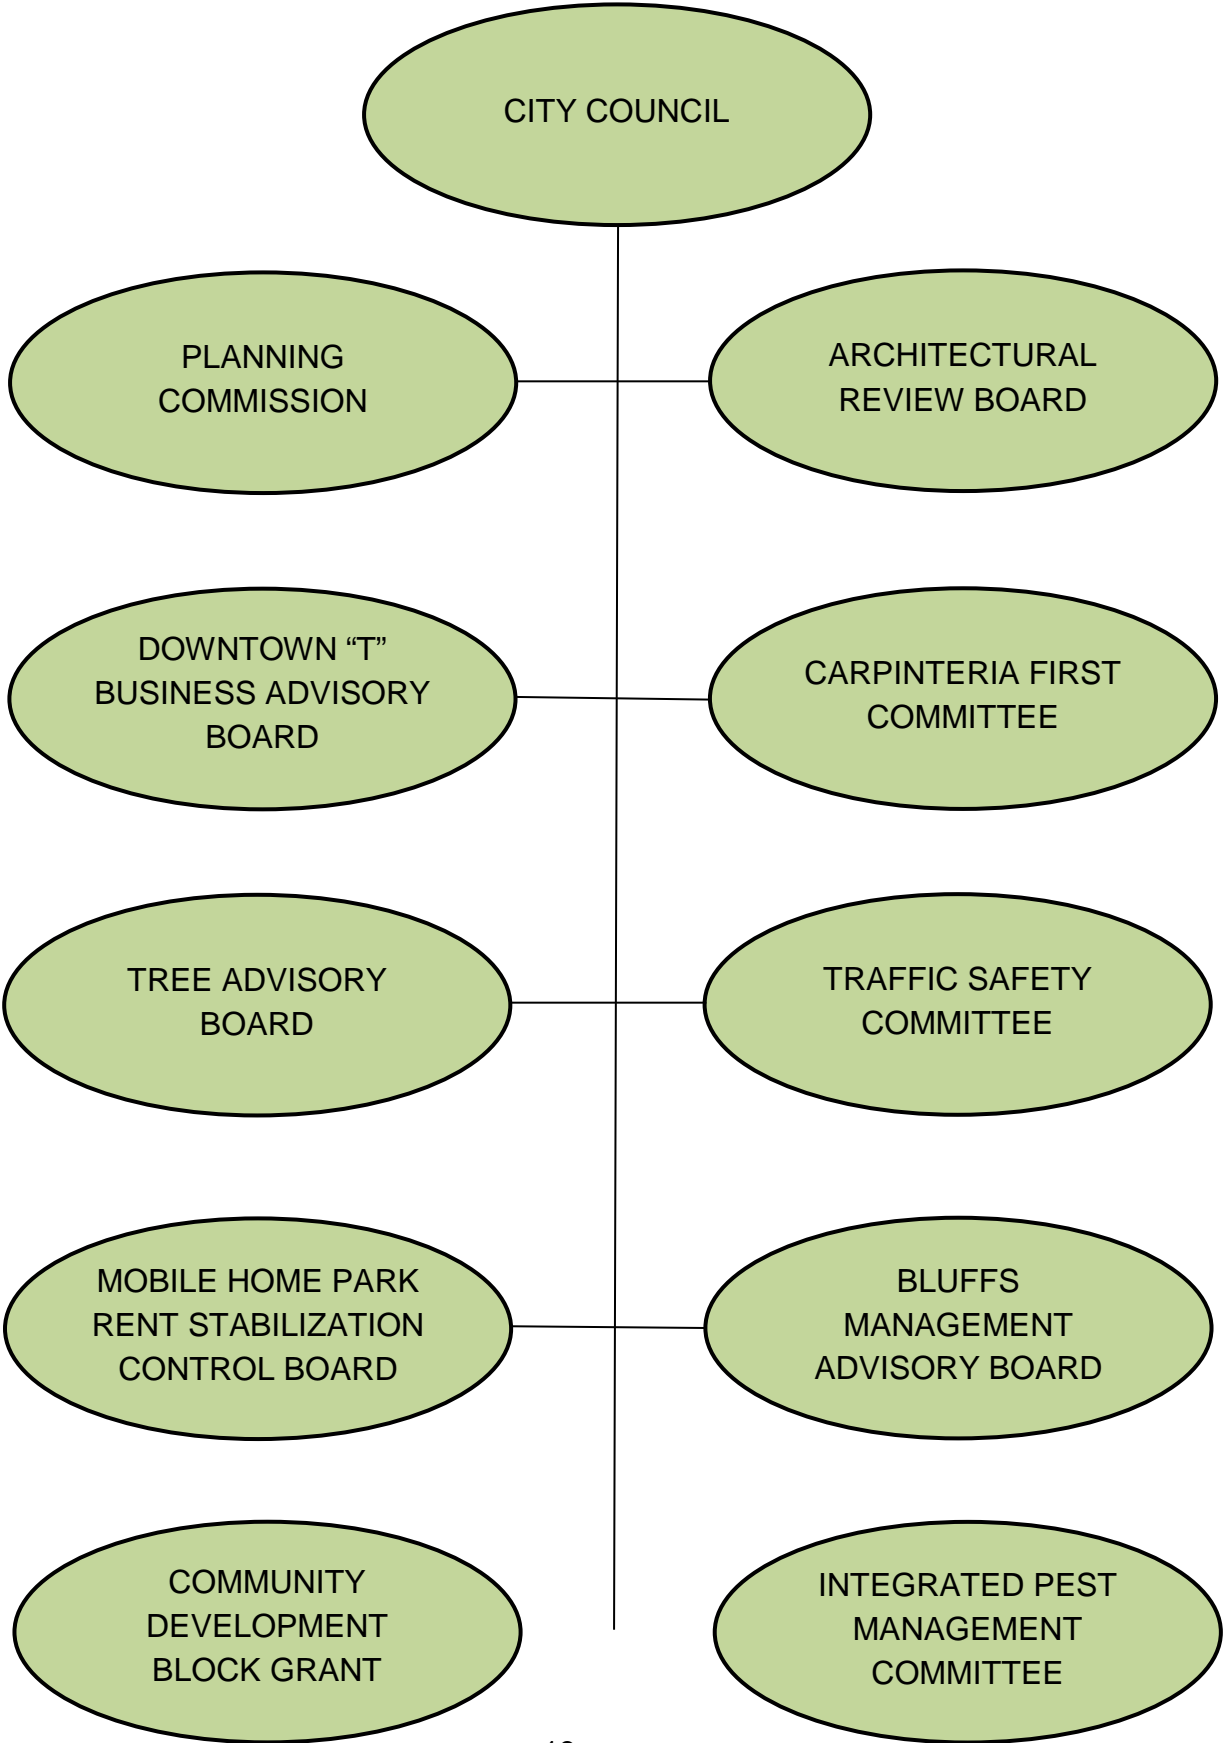 CITY COUNCIL
PLANNING
COMMISSION
ARCHITECTURAL
REVIEW BOARD
DOWNTOWN “T”
BUSINESS ADVISORY
BOARD
CARPINTERIA FIRST
COMMITTEE
TREE ADVISORY
BOARD
TRAFFIC SAFETY
COMMITTEE
MOBILE HOME PARK
RENT STABILIZATION
CONTROL BOARD
BLUFFS
MANAGEMENT
ADVISORY BOARD
COMMUNITY
DEVELOPMENT
BLOCK GRANT
INTEGRATED PEST
MANAGEMENT
COMMITTEE